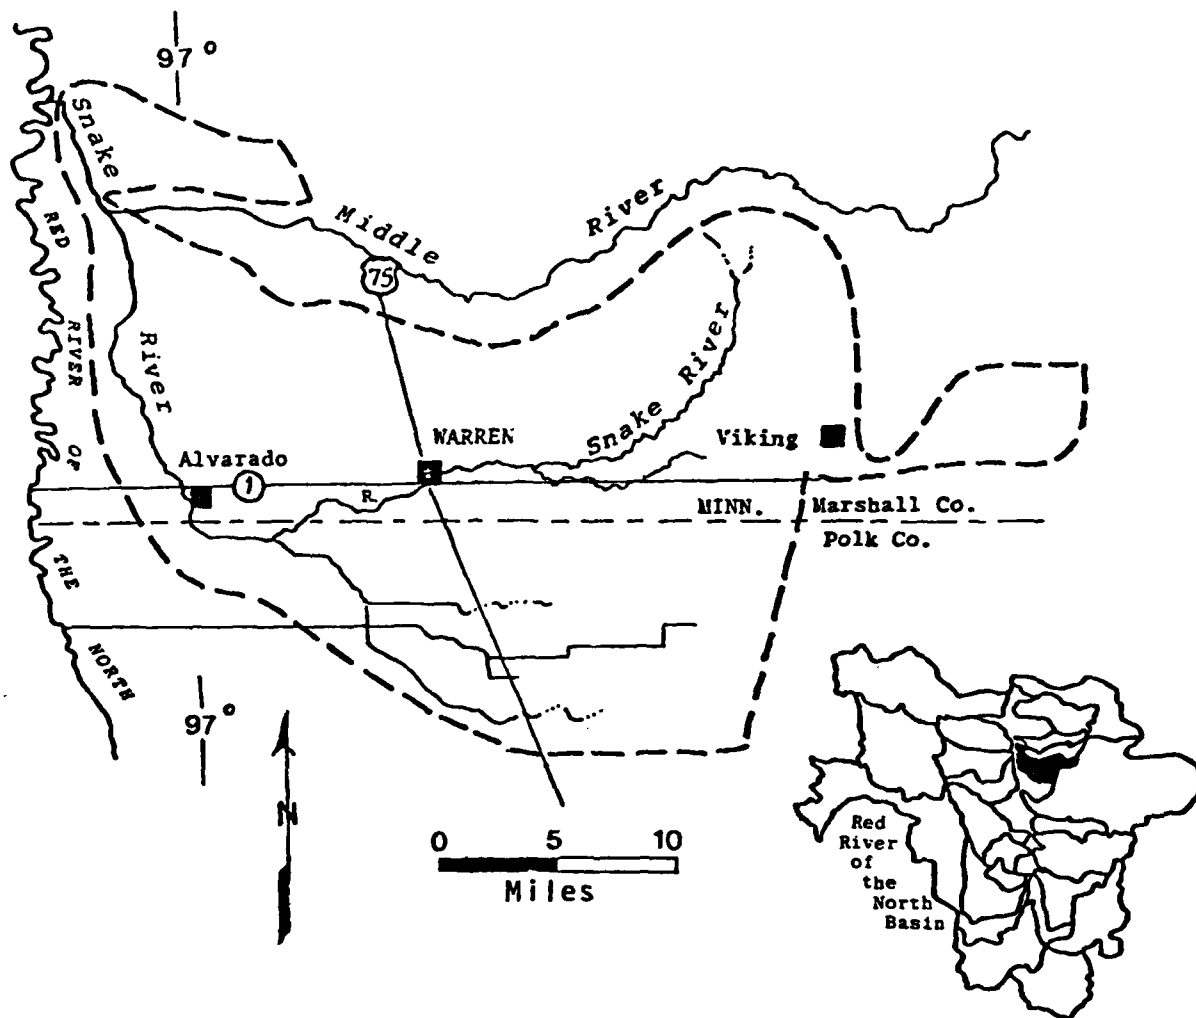 97°
Snake
RED
RIVER
OF
THE
NORTH
Middle
River
75
River
Snake River
WARREN
Viking
Alvarado
1
R.
MINN.
Marshall Co.
Polk Co.
97°
N
0 5 10
Miles
Red
River
of
the
North
Basin